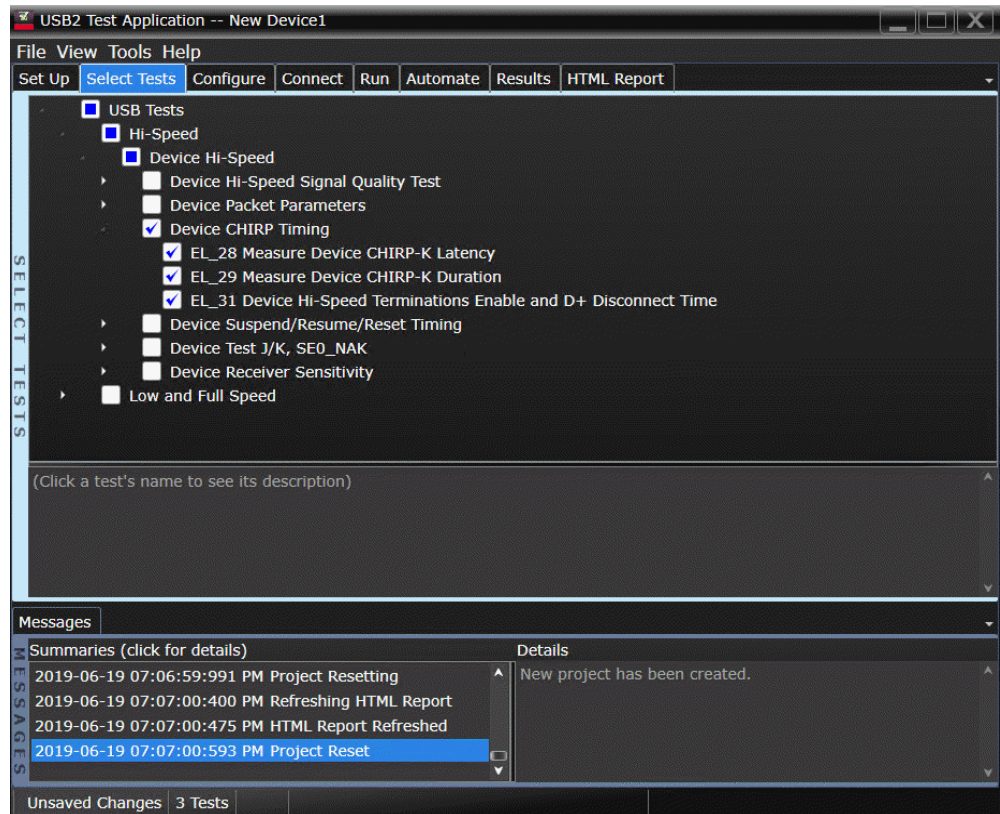 USB2 Test Application -- New Device1
File View Tools Help
Set Up Select Tests Configure Connect Run Automate Results HTML Report
SELECT TESTS
USB Tests
Hi-Speed
Device Hi-Speed
Device Hi-Speed Signal Quality Test
Device Packet Parameters
Device CHIRP Timing
EL_28 Measure Device CHIRP-K Latency
EL_29 Measure Device CHIRP-K Duration
EL_31 Device Hi-Speed Terminations Enable and D+ Disconnect Time
Device Suspend/Resume/Reset Timing
Device Test J/K, SE0_NAK
Device Receiver Sensitivity
Low and Full Speed
(Click a test's name to see its description)
Messages
MESSAGES
Summaries (click for details) Details
2019-06-19 07:06:59:991 PM Project Resetting New project has been created.
2019-06-19 07:07:00:400 PM Refreshing HTML Report
2019-06-19 07:07:00:475 PM HTML Report Refreshed
2019-06-19 07:07:00:593 PM Project Reset
Unsaved Changes 3 Tests